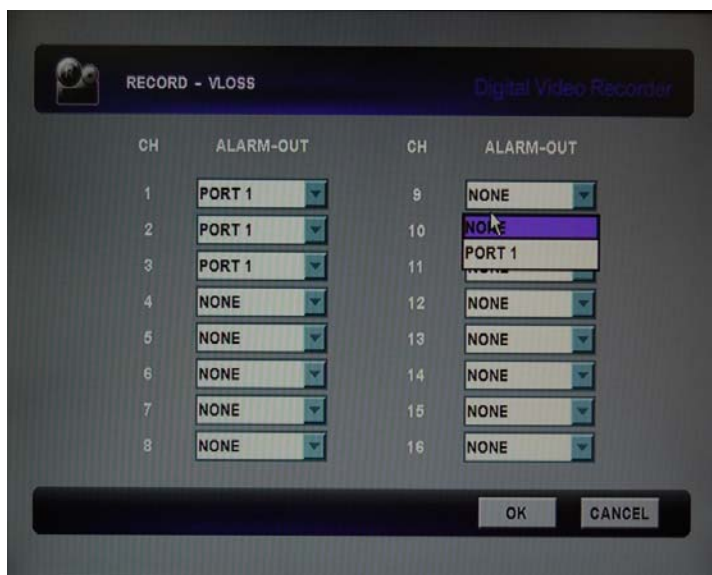 RECORD - VLOSS
Digital Video Recorder
CH ALARM-OUT CH ALARM-OUT
1 PORT 1 9 NONE
2 PORT 1 10 NONE
PORT 1
3 PORT 1 11
4 NONE 12 NONE
5 NONE 13 NONE
6 NONE 14 NONE
7 NONE 15 NONE
8 NONE 16 NONE
OK CANCEL